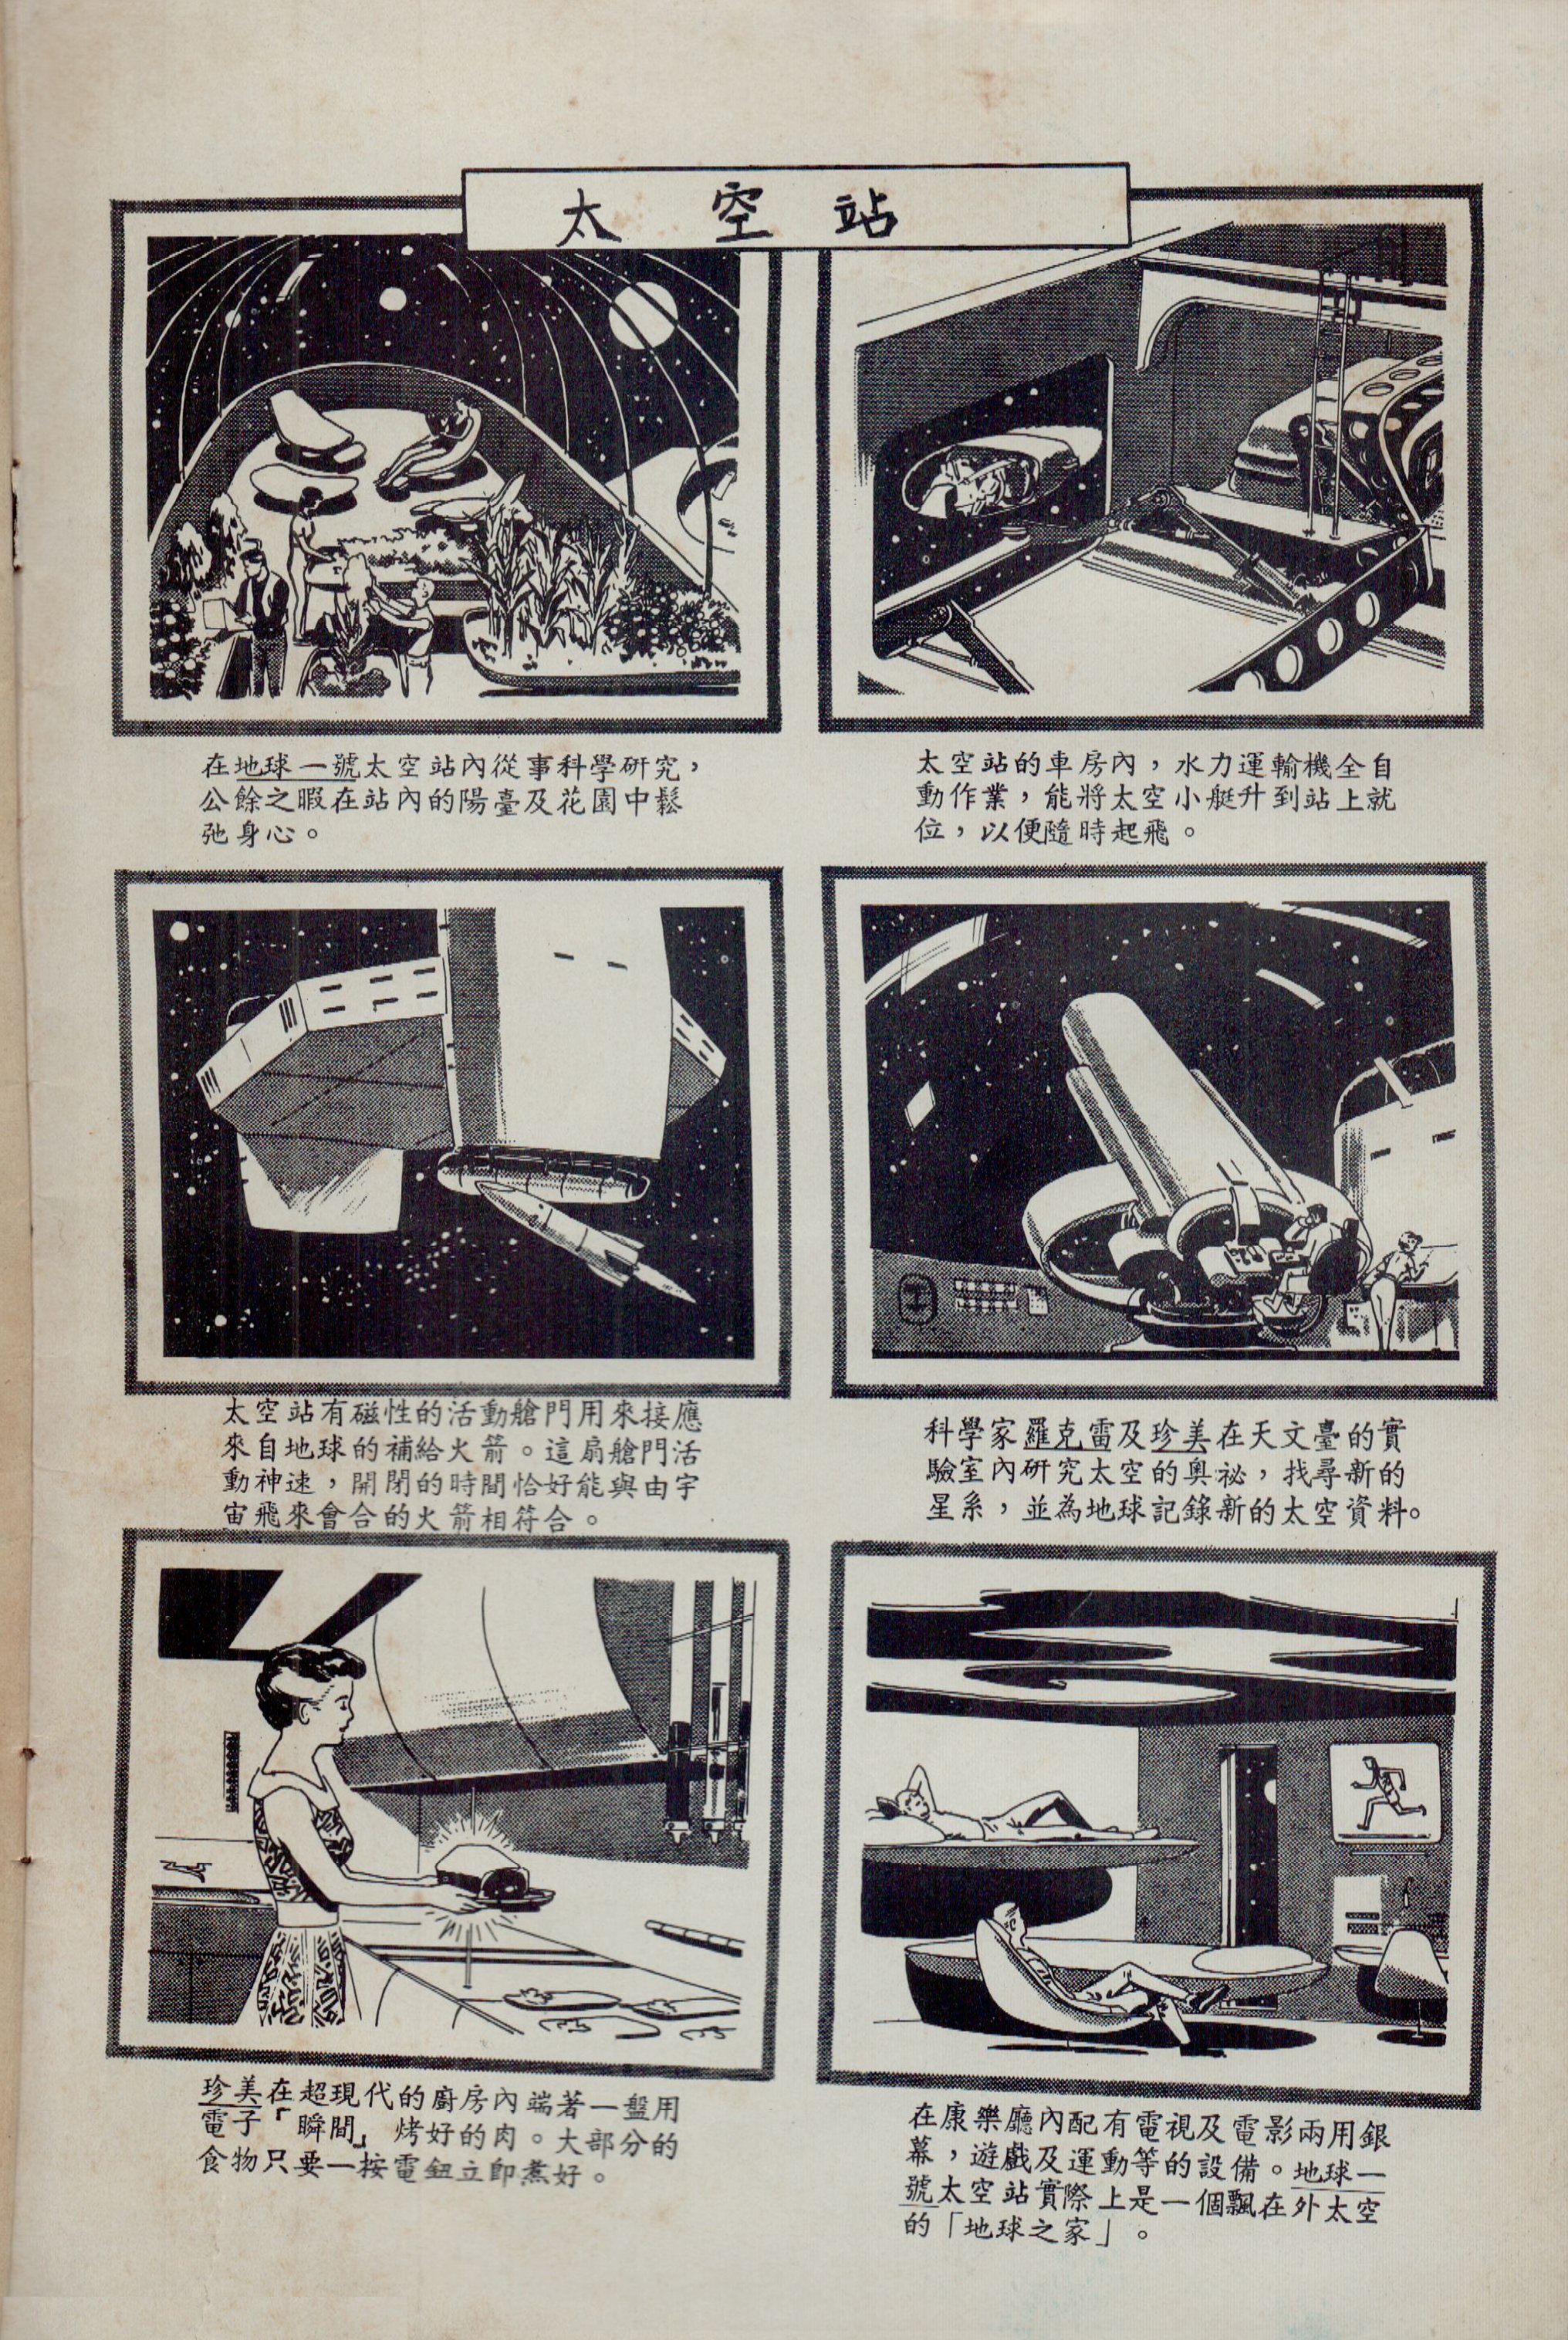 太空站
在地球一號太空站內從事科學研究，
公餘之暇在站內的陽臺及花園中鬆
弛身心。
太空站的車房內，水力運輸機全自
動作業，能將太空小艇升到站上就
位，以便隨時起飛。
太空站有磁性的活動艙門用來接應
來自地球的補給火箭。這扇艙門活
動神速，開閉的時間恰好能與由宇
宙飛來會合的火箭相符合。
科學家羅克雷及珍美在天文臺的實
驗室內研究太空的奧祕，找尋新的
星系，並為地球記錄新的太空資料。
珍美在超現代的廚房內端著一盤用
電子「瞬間」烤好的肉。大部分的
食物只要一按電鈕立即煮好。
在康樂廳內配有電視及電影兩用銀
幕，遊戲及運動等的設備。地球一
號太空站實際上是一個飄在外太空
的「地球之家」。